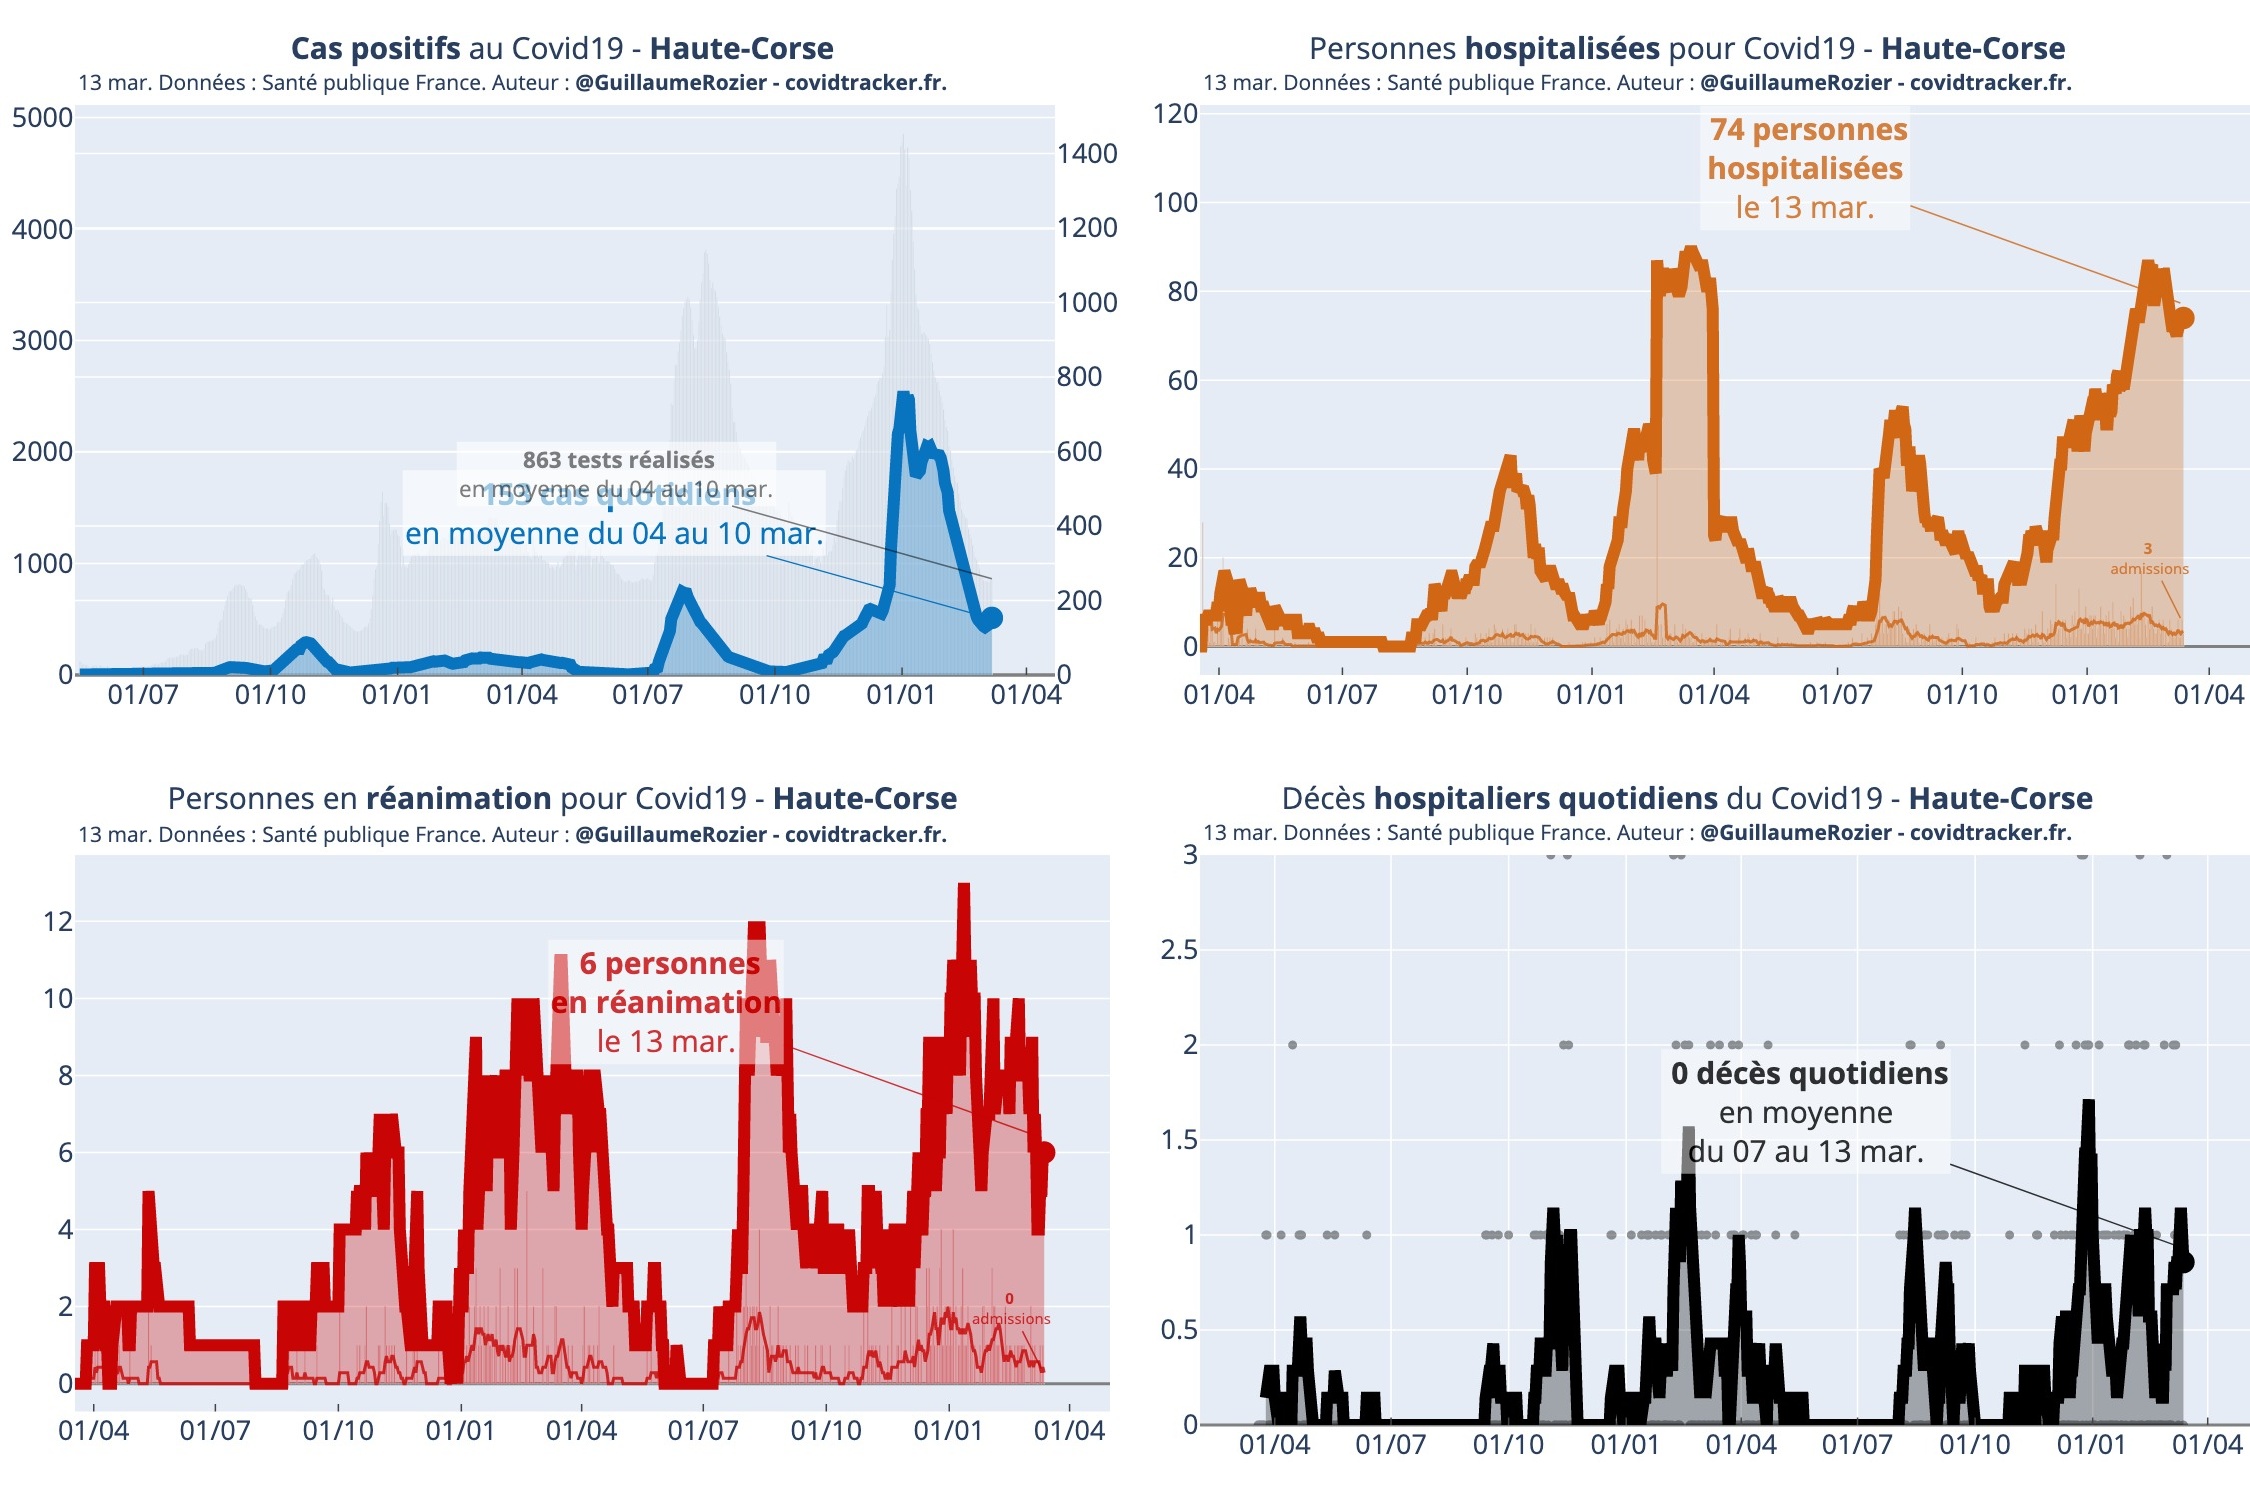 Cas positifs au Covid19 - Haute-Corse
13 mar. Données : Santé publique France. Auteur : @GuillaumeRozier - covidtracker.fr.
5000
4000
3000
2000
1000
0
1400
1200
1000
800
600
400
200
0
863 tests réalisés
en moyenne du 04 au 10 mar.
153 cas quotidiens
en moyenne du 04 au 10 mar.
01/07 01/10 01/01 01/04 01/07 01/10 01/01 01/04
Personnes hospitalisées pour Covid19 - Haute-Corse
13 mar. Données : Santé publique France. Auteur : @GuillaumeRozier - covidtracker.fr.
120
100
80
60
40
20
0
74 personnes
hospitalisées
le 13 mar.
3
admissions
01/04 01/07 01/10 01/01 01/04 01/07 01/10 01/01 01/04
Personnes en réanimation pour Covid19 - Haute-Corse
13 mar. Données : Santé publique France. Auteur : @GuillaumeRozier - covidtracker.fr.
12
10
8
6
4
2
0
6 personnes
en réanimation
le 13 mar.
0
admissions
01/04 01/07 01/10 01/01 01/04 01/07 01/10 01/01 01/04
Décès hospitaliers quotidiens du Covid19 - Haute-Corse
13 mar. Données : Santé publique France. Auteur : @GuillaumeRozier - covidtracker.fr.
3
2.5
2
1.5
1
0.5
0
0 décès quotidiens
en moyenne
du 07 au 13 mar.
01/04 01/07 01/10 01/01 01/04 01/07 01/10 01/01 01/04